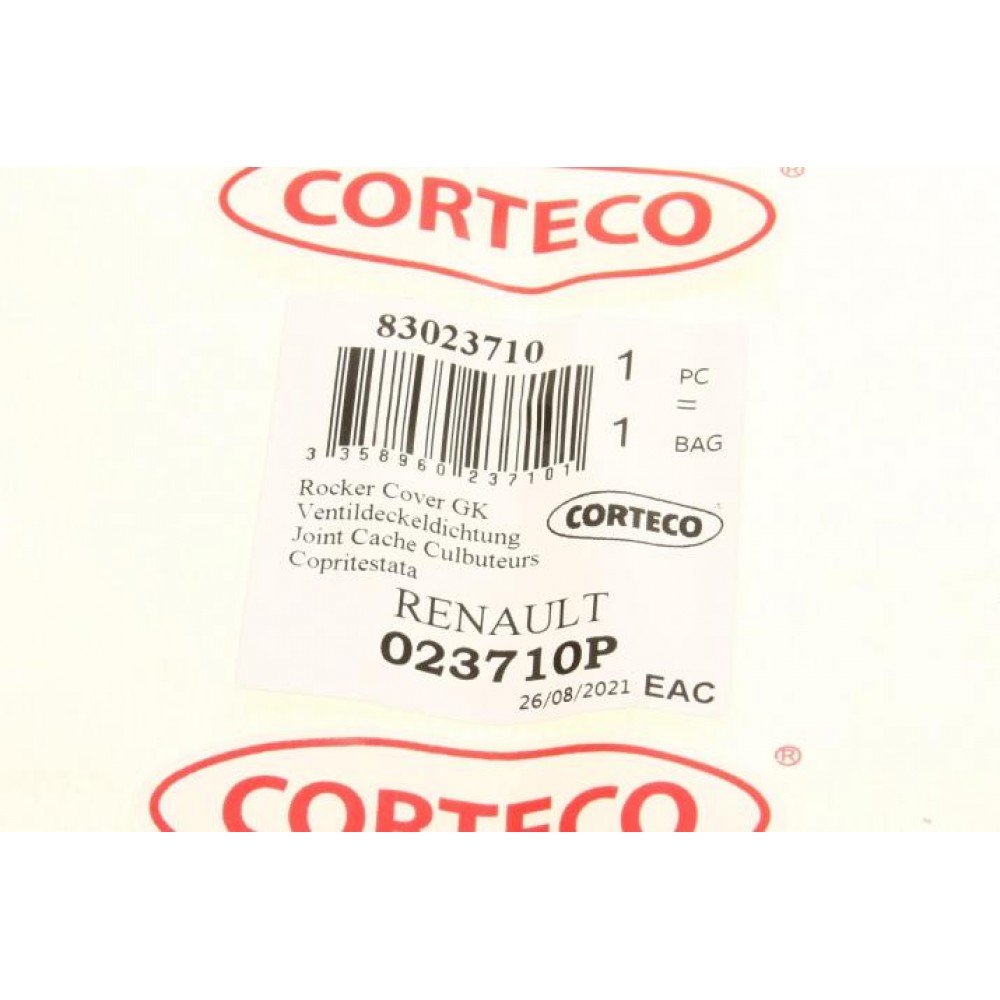 CORTECO ®
83023710
1 PC
=
1 BAG
3 358960 237101
Rocker Cover GK
Ventildeckeldichtung
Joint Cache Culbuteurs
Copritestata
CORTECO
RENAULT
023710P
26/08/2021 EAC
CORTECO ®